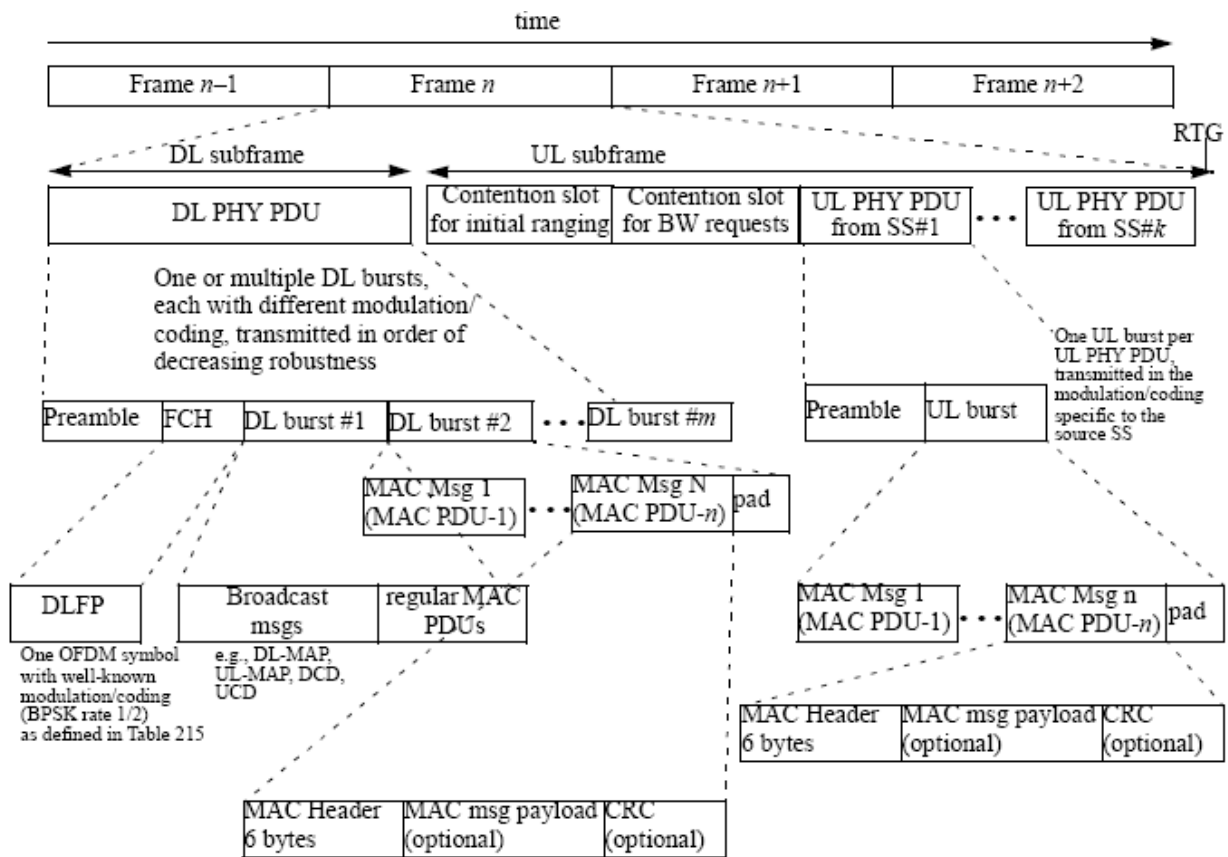 time
Frame n–1
Frame n
Frame n+1
Frame n+2
RTG
DL subframe
UL subframe
DL PHY PDU
Contention slot
for initial ranging
Contention slot
for BW requests
UL PHY PDU
from SS#1
•••
UL PHY PDU
from SS#k
One or multiple DL bursts,
each with different modulation/
coding, transmitted in order of
decreasing robustness
One UL burst per
UL PHY PDU,
transmitted in the
modulation/coding
specific to the
source SS
Preamble
FCH
DL burst #1
DL burst #2
•••
DL burst #m
Preamble
UL burst
MAC Msg 1
(MAC PDU-1)
•••
MAC Msg N
(MAC PDU-n)
pad
DLFP
Broadcast
msgs
regular MAC
PDUs
MAC Msg 1
(MAC PDU-1)
•••
MAC Msg n
(MAC PDU-n)
pad
One OFDM symbol
with well-known
modulation/coding
(BPSK rate 1/2)
as defined in Table 215
e.g., DL-MAP,
UL-MAP, DCD,
UCD
MAC Header
6 bytes
MAC msg payload
(optional)
CRC
(optional)
MAC Header
6 bytes
MAC msg payload
(optional)
CRC
(optional)